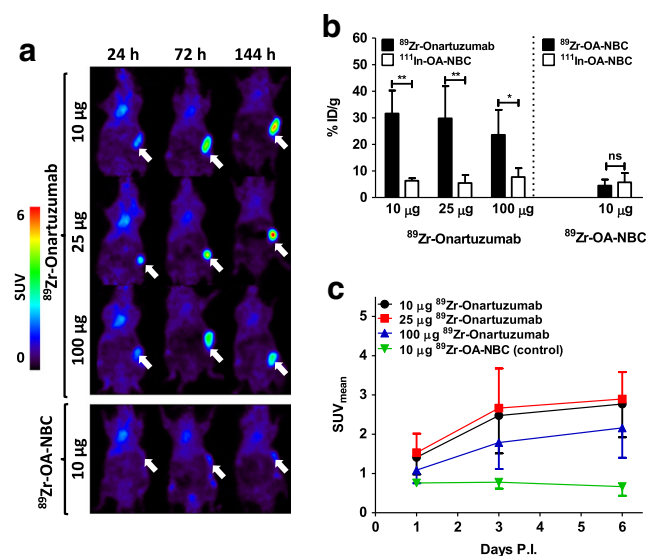 a
24 h 72 h 144 h
⁸⁹Zr-Onartuzumab
10 μg
25 μg
100 μg
⁸⁹Zr-OA-NBC
10 μg
SUV
6
0
b
% ID/g
60
50
40
30
20
10
0
⁸⁹Zr-Onartuzumab
¹¹¹In-OA-NBC
⁸⁹Zr-OA-NBC
¹¹¹In-OA-NBC
** ** * ns
10 μg 25 μg 100 μg 10 μg
⁸⁹Zr-Onartuzumab ⁸⁹Zr-OA-NBC
c
10 μg ⁸⁹Zr-Onartuzumab
25 μg ⁸⁹Zr-Onartuzumab
100 μg ⁸⁹Zr-Onartuzumab
10 μg ⁸⁹Zr-OA-NBC (control)
SUVmean
5
4
3
2
1
0
0 1 2 3 4 5 6
Days P.I.